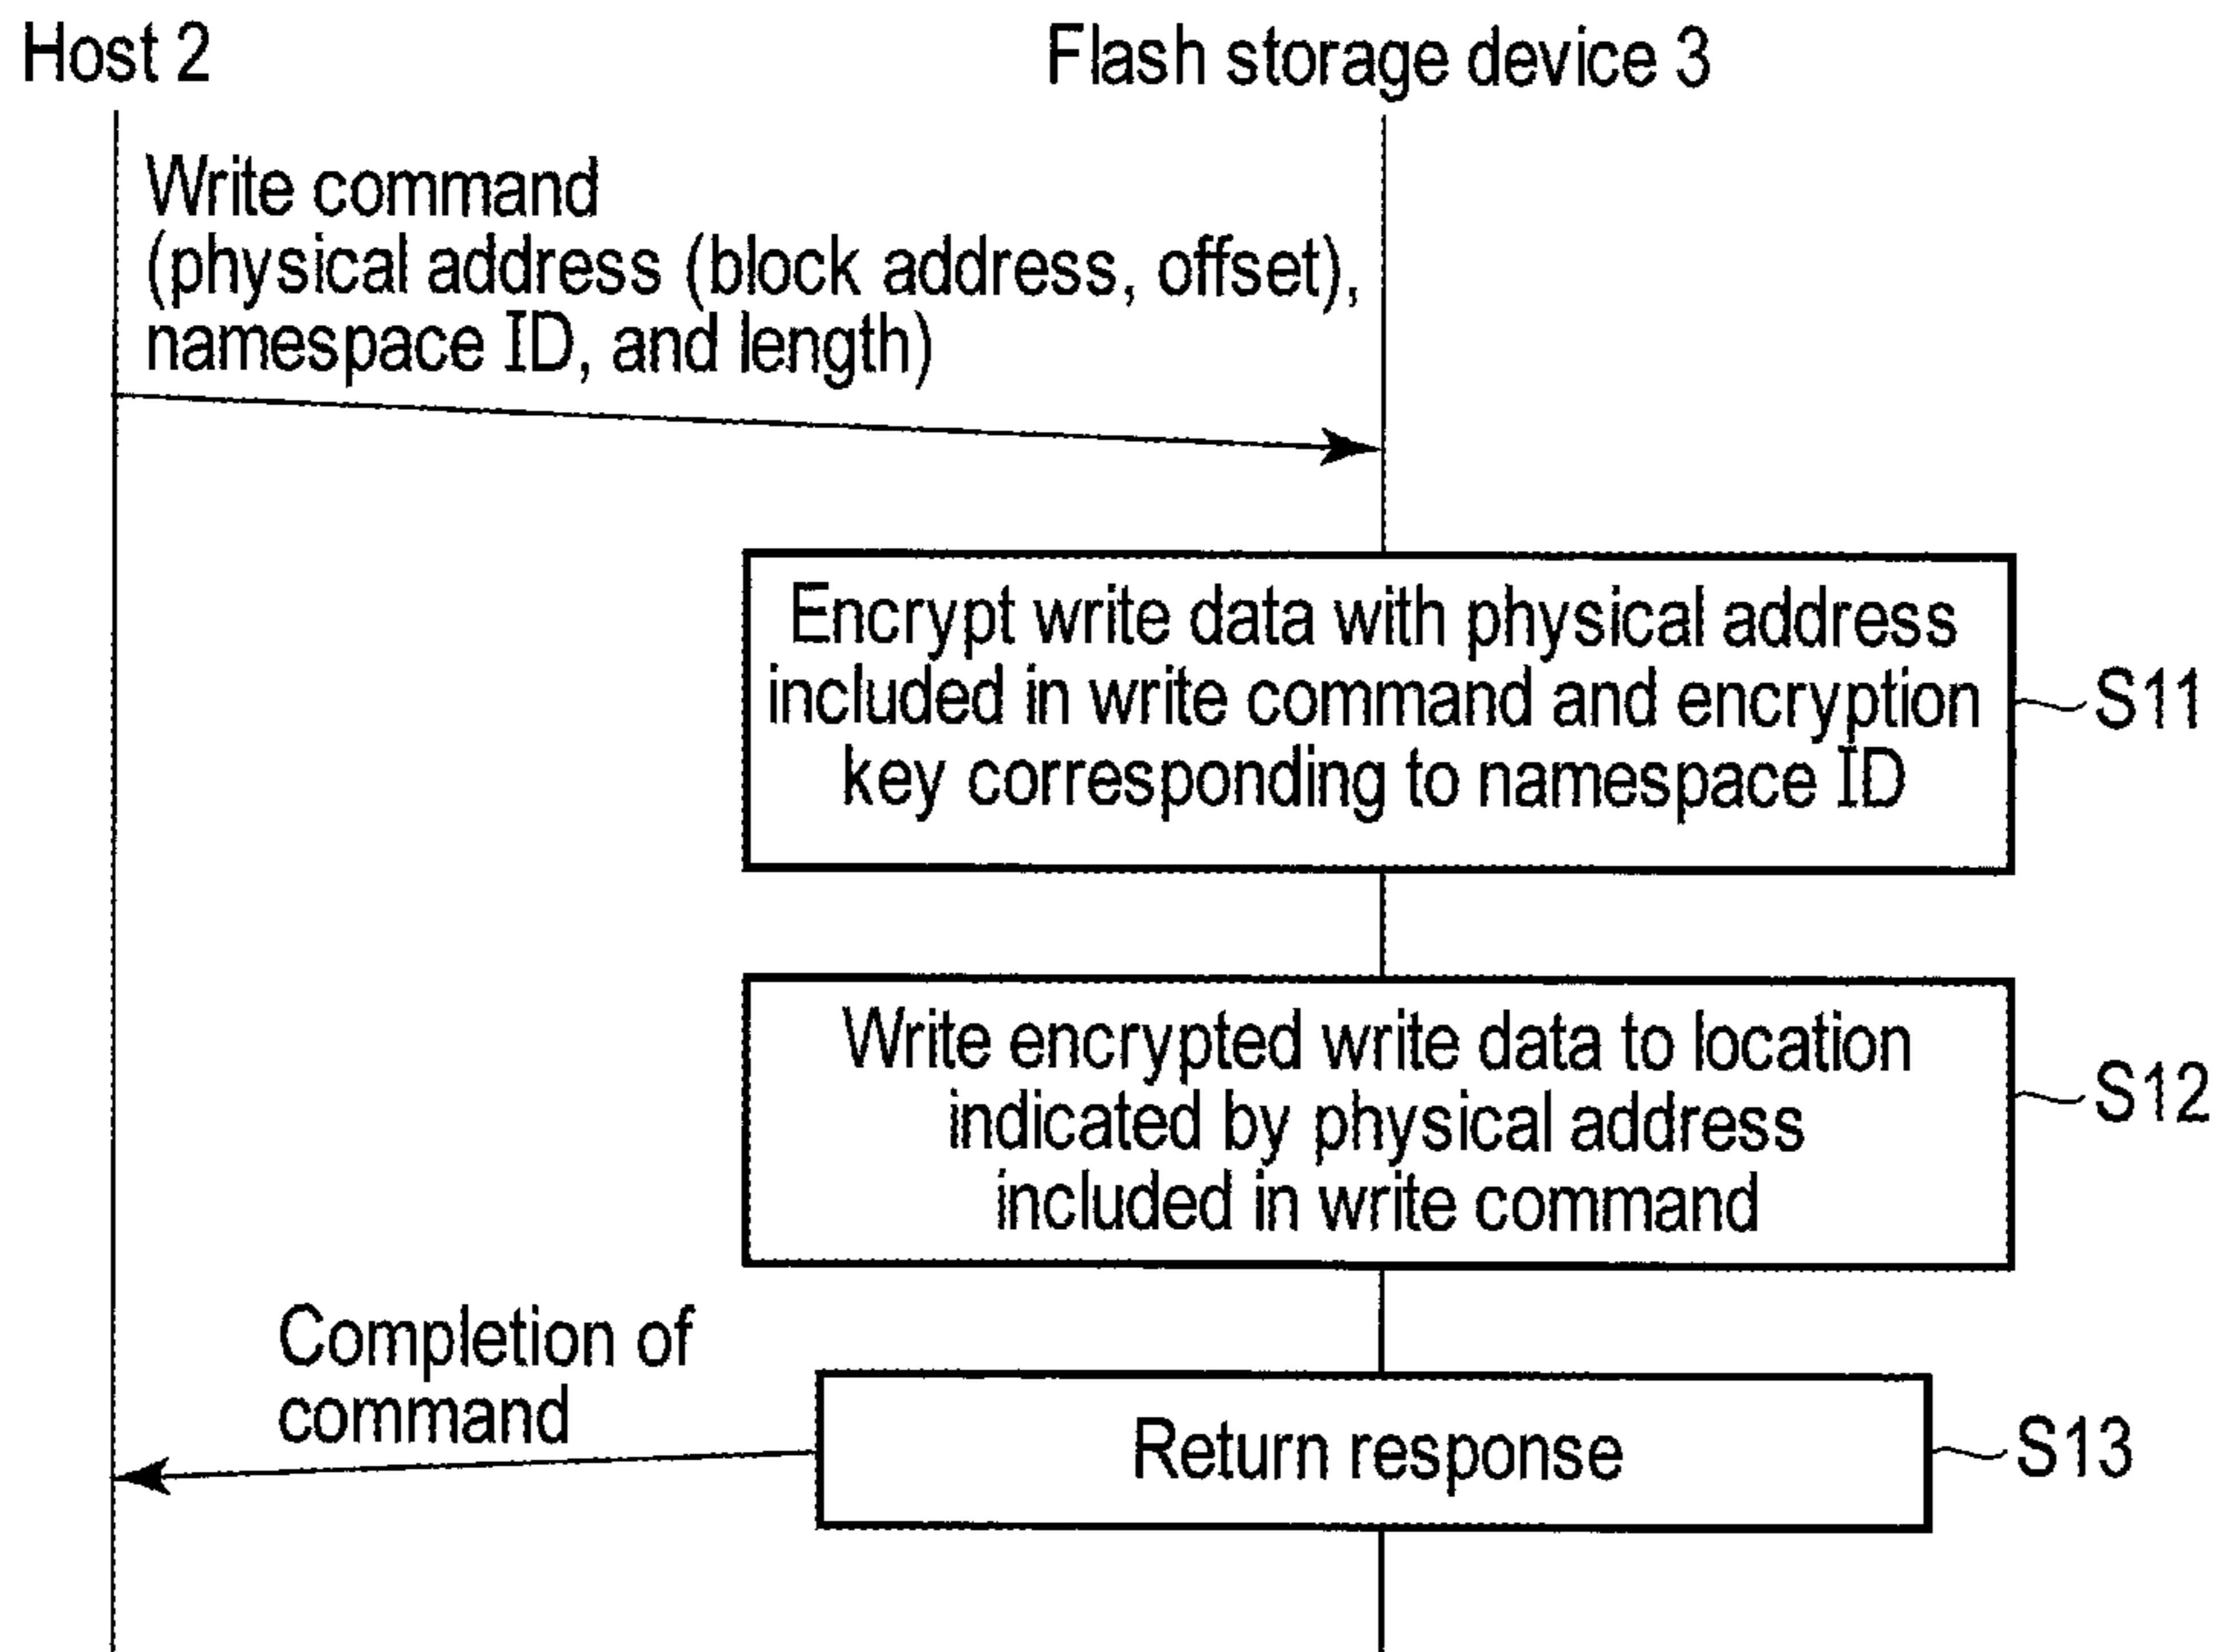 Host 2
Flash storage device 3
Write command
(physical address (block address, offset),
namespace ID, and length)
Encrypt write data with physical address
included in write command and encryption
key corresponding to namespace ID
S11
Write encrypted write data to location
indicated by physical address
included in write command
S12
Completion of
command
Return response
S13